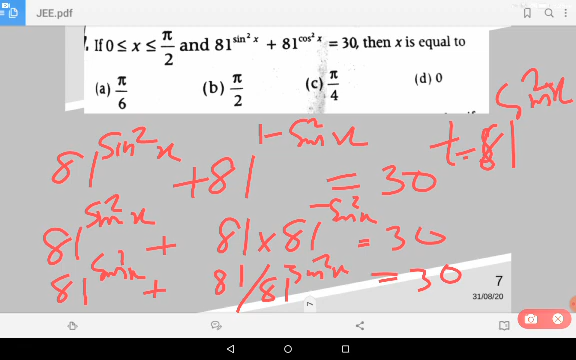 JEE.pdf
If 0 ≤ x ≤ π/2 and 81^sin² x + 81^cos² x = 30, then x is equal to
(a) π/6 (b) π/2 (c) π/4 (d) 0
t = 81^sin²x
81^sin²x + 81^1-sin²x = 30
81^sin²x + 81 x 81^-sin²x = 30
81^sin²x + 81/81^sin²x = 30
7
31/08/20